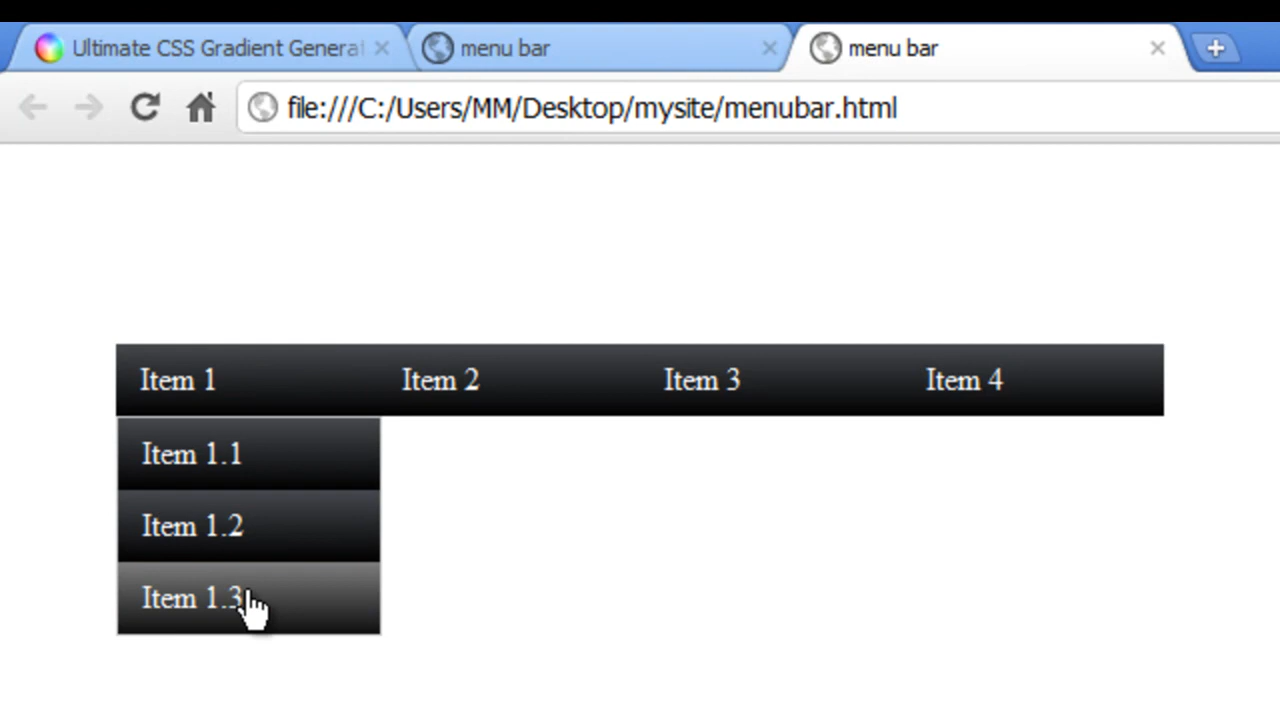 Ultimate CSS Gradient Genera
menu bar
menu bar
file:///C:/Users/MM/Desktop/mysite/menubar.html
Item 1 Item 2 Item 3 Item 4
Item 1.1
Item 1.2
Item 1.3